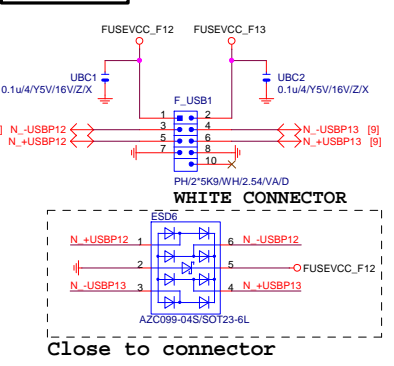 FUSEVCC_F12 FUSEVCC_F13
UBC1 UBC2
0.1u/4/Y5V/16V/Z/X 0.1u/4/Y5V/16V/Z/X
F_USB1
1 2
] N_-USBP12 3 4 N_-USBP13 [9]
N_+USBP12 5 6 N_+USBP13 [9]
7 8
10
PH/2*5K9/WH/2.54/VA/D
WHITE CONNECTOR
ESD6
N_+USBP12 1 6 N_-USBP12
2 5 FUSEVCC_F12
N_-USBP13 3 4 N_+USBP13
AZC099-04S/SOT23-6L
Close to connector